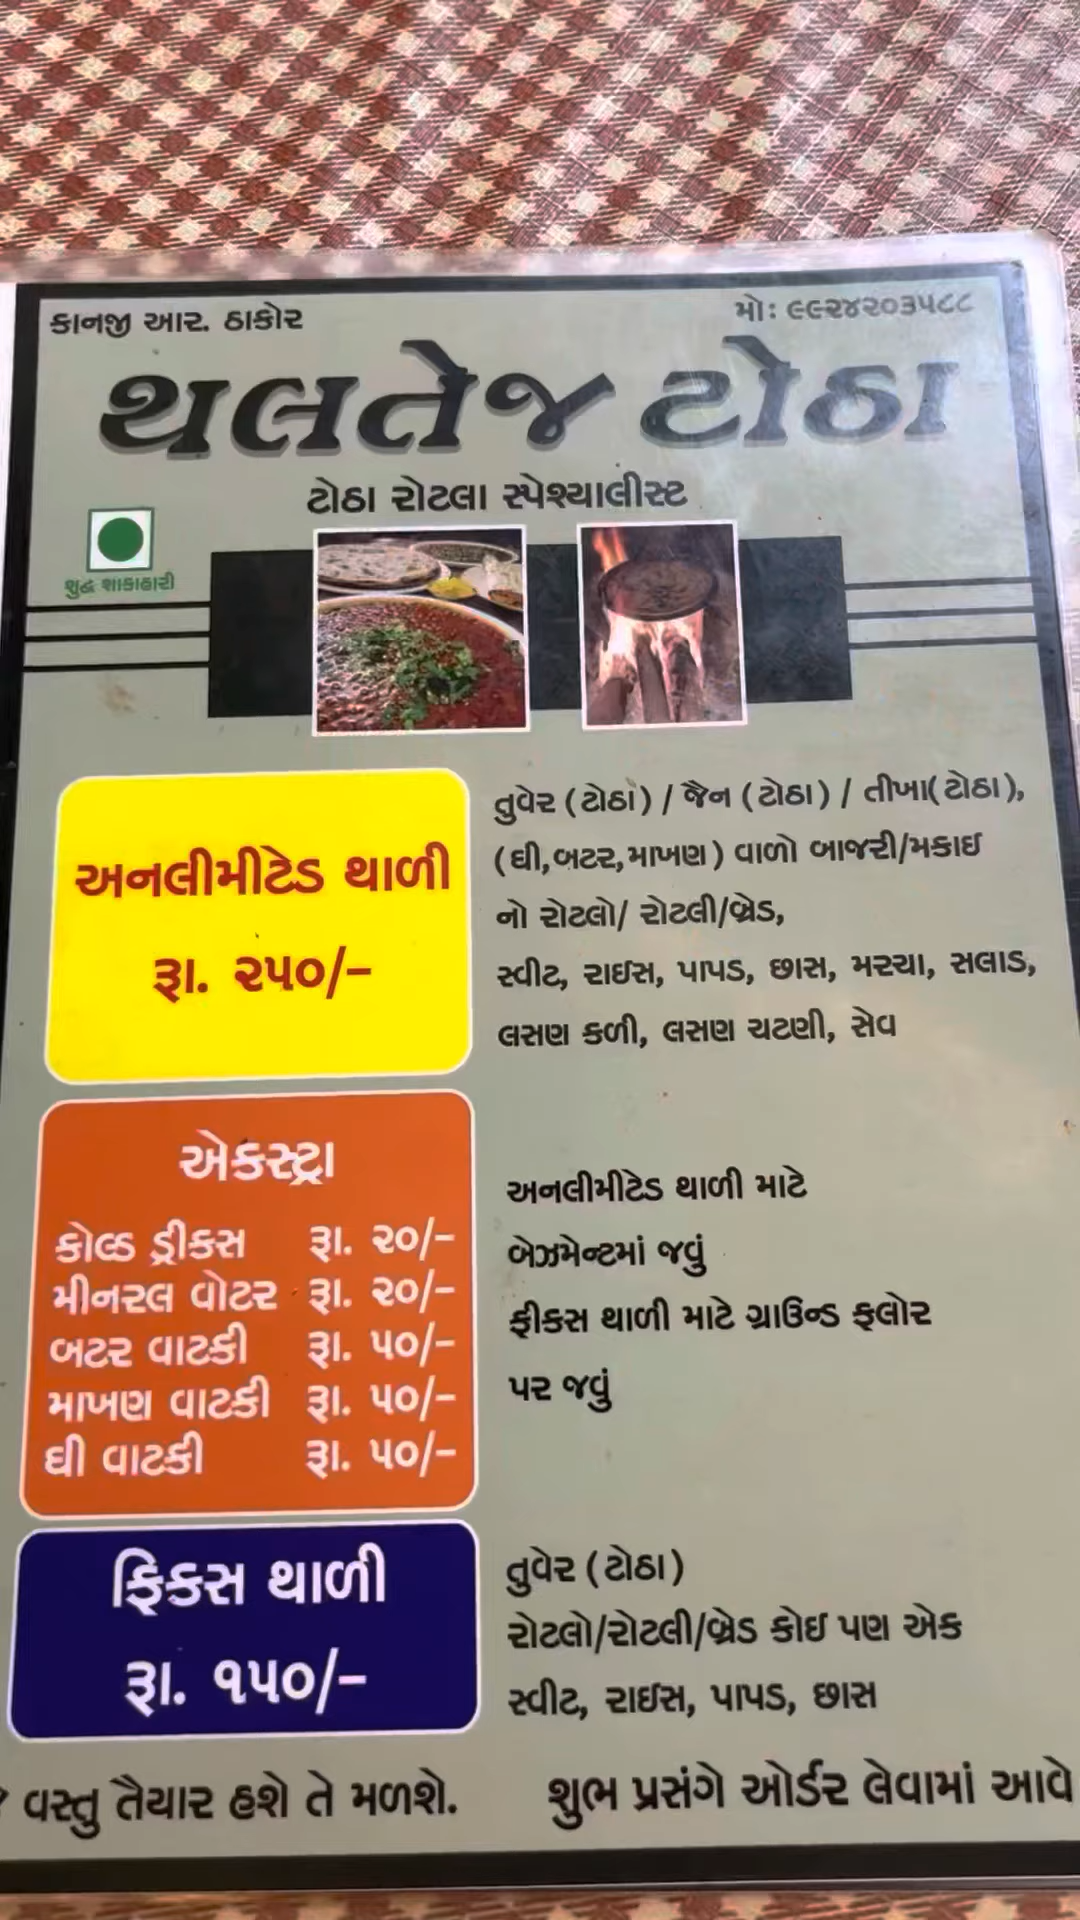 કાનજી આર. ઠાકોર
મોઃ ૯૯૨૪૨૦૩૫૮૮
થલતેજ ટોઠા
ટોઠા રોટલા સ્પેશ્યાલીસ્ટ
શુદ્ધ શાકાહારી
અનલીમીટેડ થાળી
રૂા. ૨૫૦/-
તુવેર (ટોઠા) / જૈન (ટોઠા) / તીખા(ટોઠા),
(ઘી,બટર,માખણ) વાળો બાજરી/મકાઇ
નો રોટલો/ રોટલી/બ્રેડ,
સ્વીટ, રાઇસ, પાપડ, છાસ, મરચા, સલાડ,
લસણ કળી, લસણ ચટણી, સેવ
એકસ્ટ્રા
કોલ્ડ ડ્રીકસ રૂા. ૨૦/-
મીનરલ વોટર રૂા. ૨૦/-
બટર વાટકી રૂા. ૫૦/-
માખણ વાટકી રૂા. ૫૦/-
ઘી વાટકી રૂા. ૫૦/-
અનલીમીટેડ થાળી માટે
બેઝમેન્ટમાં જવું
ફીકસ થાળી માટે ગ્રાઉન્ડ ફલોર
પર જવું
ફિકસ થાળી
રૂા. ૧૫૦/-
તુવેર (ટોઠા)
રોટલો/રોટલી/બ્રેડ કોઇ પણ એક
સ્વીટ, રાઇસ, પાપડ, છાસ
વસ્તુ તૈયાર હશે તે મળશે.
શુભ પ્રસંગે ઓર્ડર લેવામાં આવે